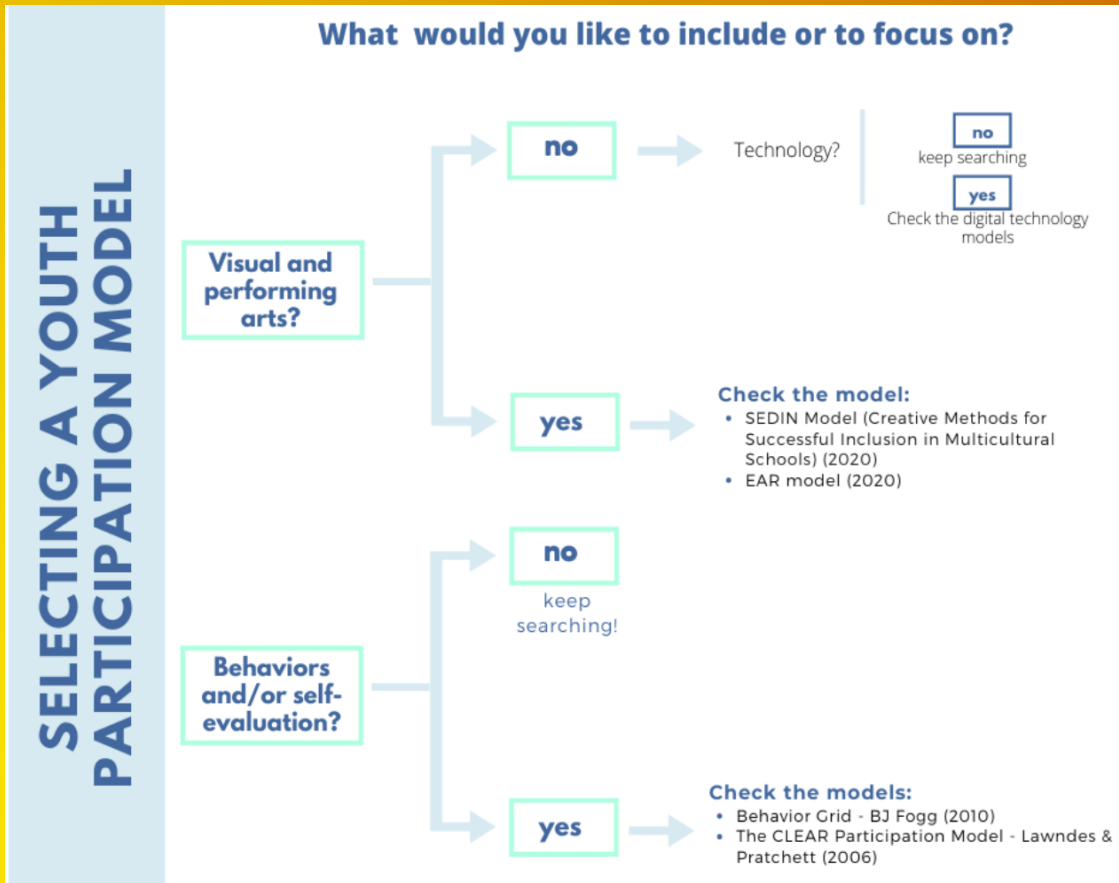 SELECTING A YOUTH
PARTICIPATION MODEL
What would you like to include or to focus on?
Visual and
performing
arts?
no
Technology?
no
keep searching
yes
Check the digital technology
models
yes
Check the model:
• SEDIN Model (Creative Methods for
Successful Inclusion in Multicultural
Schools) (2020)
• EAR model (2020)
Behaviors
and/or self-
evaluation?
no
keep
searching!
yes
Check the models:
• Behavior Grid - BJ Fogg (2010)
• The CLEAR Participation Model - Lawndes &
Pratchett (2006)